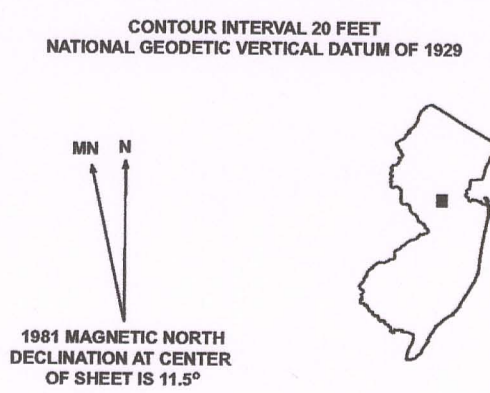 CONTOUR INTERVAL 20 FEET
NATIONAL GEODETIC VERTICAL DATUM OF 1929
MN N
1981 MAGNETIC NORTH
DECLINATION AT CENTER
OF SHEET IS 11.5º